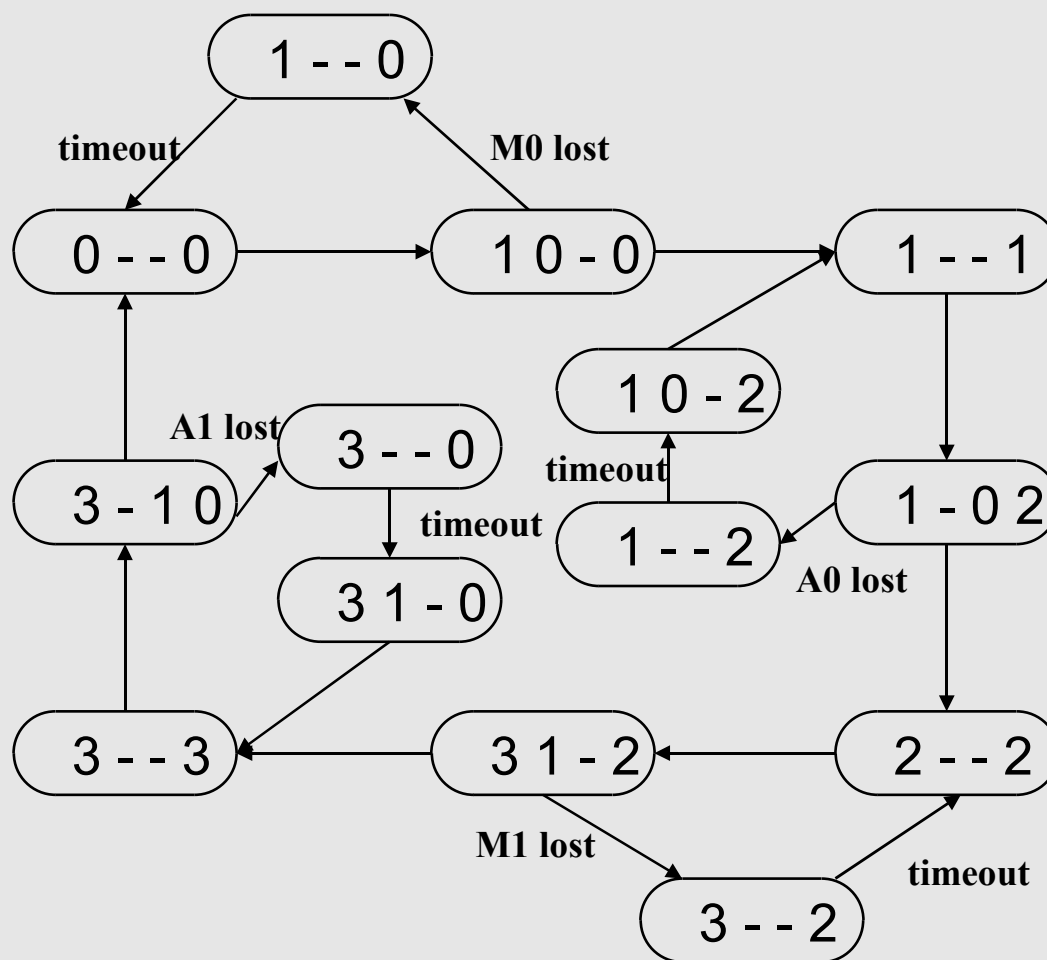 1 - - 0
timeout
M0 lost
0 - - 0
1 0 - 0
1 - - 1
1 0 - 2
A1 lost
3 - - 0
timeout
3 - 1 0
timeout
1 - 0 2
1 - - 2
A0 lost
3 1 - 0
3 - - 3
3 1 - 2
2 - - 2
M1 lost
timeout
3 - - 2